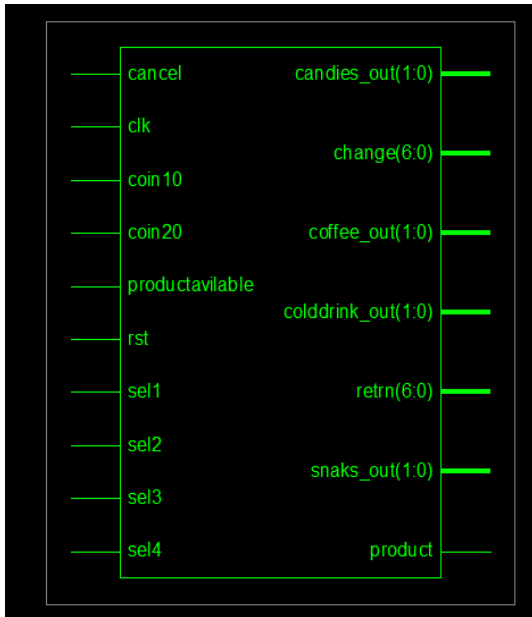 cancel
candies_out(1:0)
clk
change(6:0)
coin10
coin20
coffee_out(1:0)
productavilable
colddrink_out(1:0)
rst
sel1
retrn(6:0)
sel2
snaks_out(1:0)
sel3
sel4
product